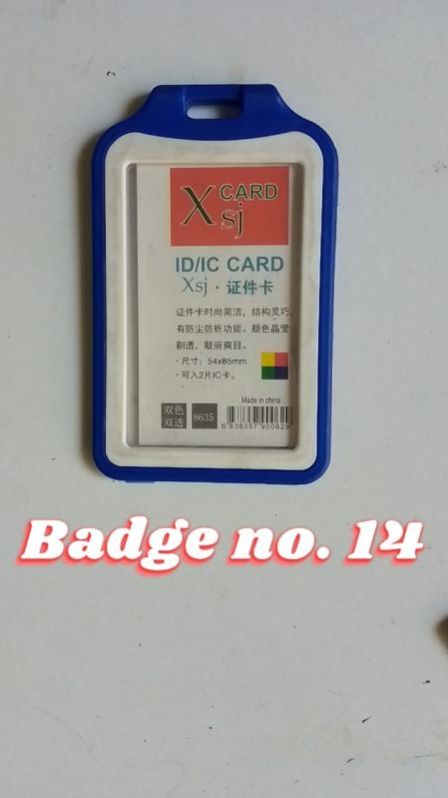 X CARD
sj
ID/IC CARD
Xsj · 证件卡
证件卡时尚简洁，结构灵巧，
有防尘防折功能。颜色晶莹
剔透，靓丽爽目。
·尺寸：54x85mm
·可入2片IC卡。
Made in china
双色
双透
8635
6 838357 900629
Badge no. 14